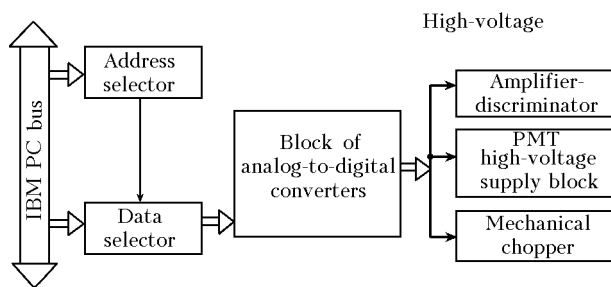 High-voltage
IBM PC bus
Address
selector
Data
selector
Block of
analog-to-digital
converters
Amplifier-
discriminator
PMT
high-voltage
supply block
Mechanical
chopper